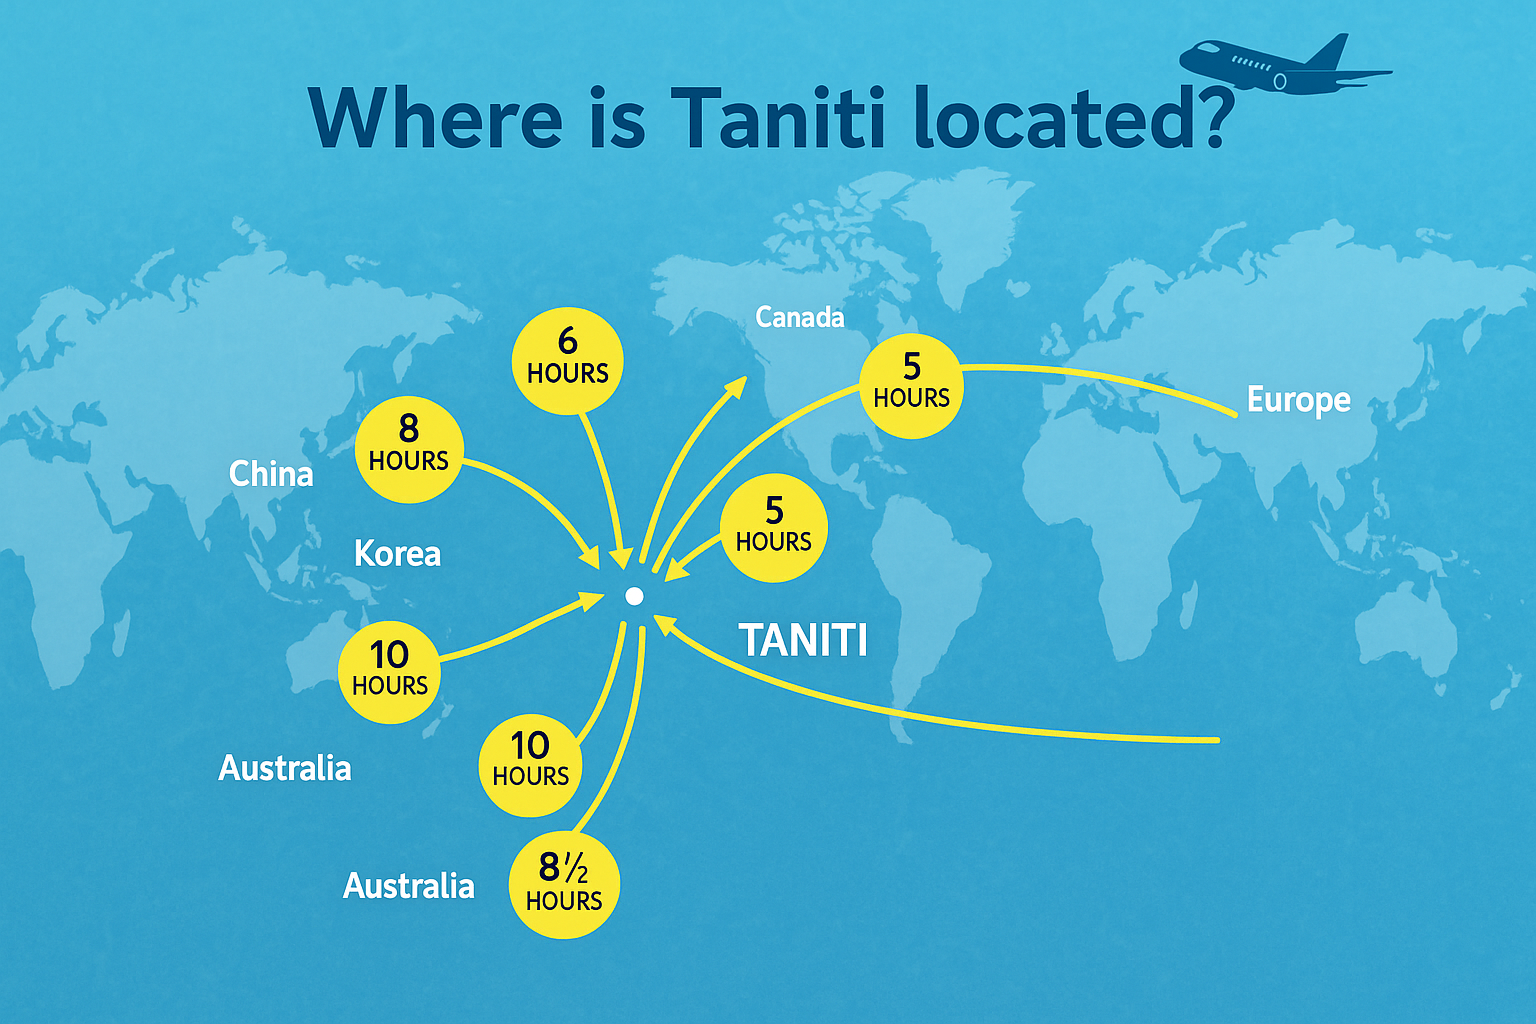 Where is Taniti located?
Canada
6
HOURS
5
HOURS
Europe
8
HOURS
China
5
HOURS
Korea
TANITI
10
HOURS
10
HOURS
Australia
8½
HOURS
Australia